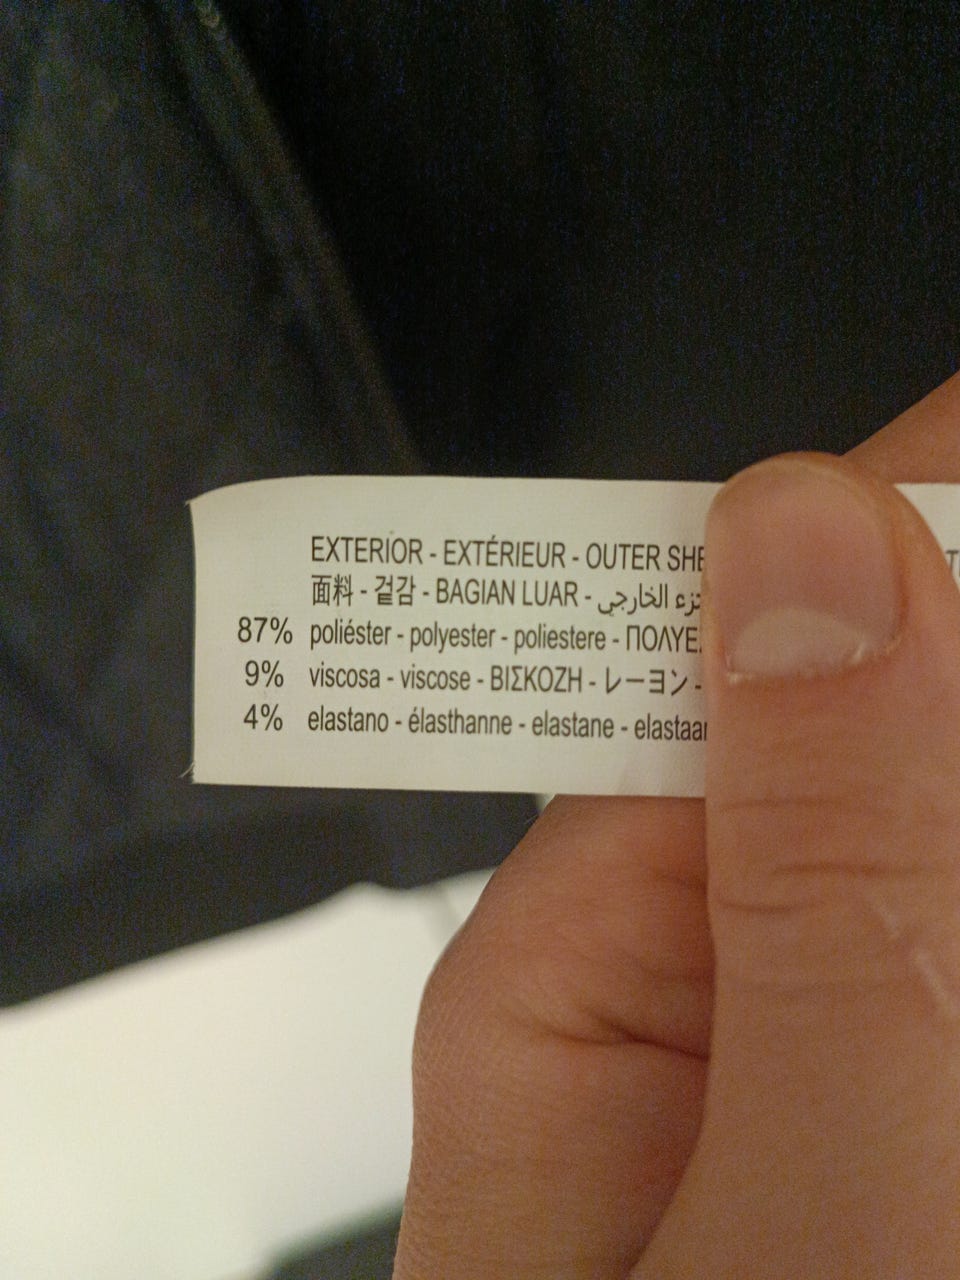 EXTERIOR - EXTÉRIEUR - OUTER
面料 - 겉감 - BAGIAN LUAR - الخارجي
87% poliéster - polyester - poliestere -
9% viscosa - viscose - ΒΙΣΚΟΖΗ - レーヨン -
4% elastano - élasthanne - elastane -